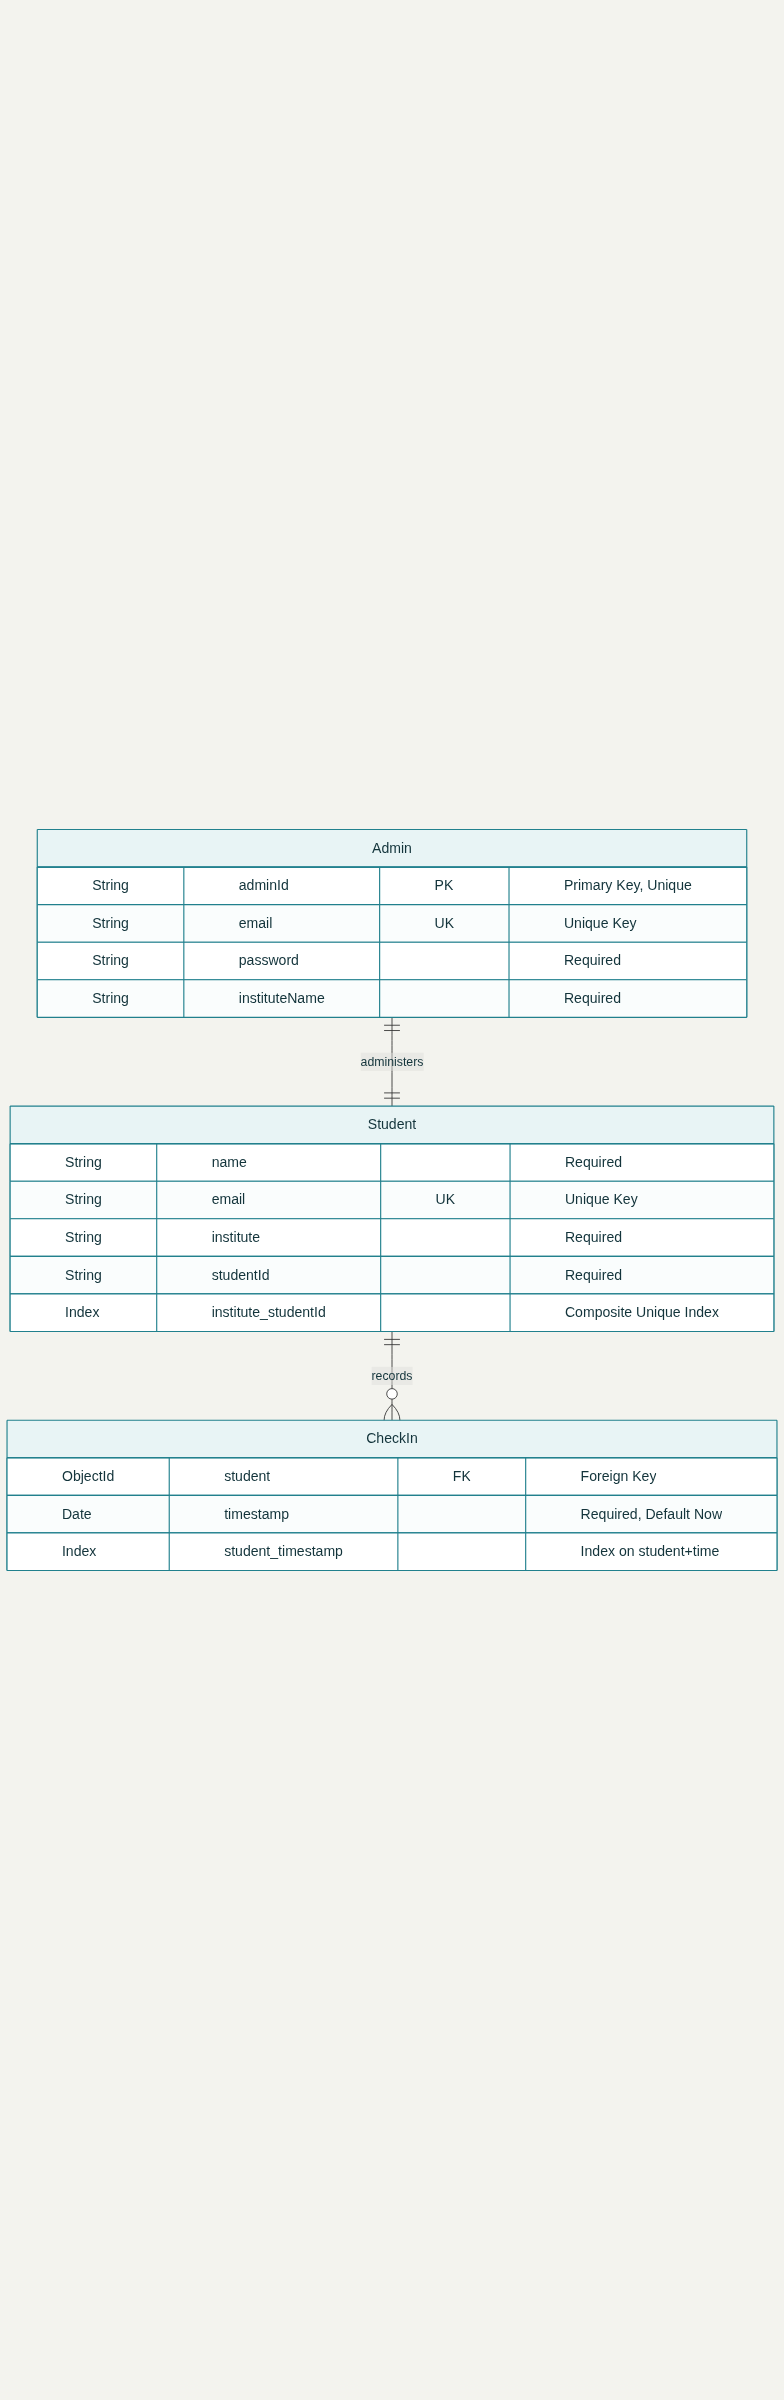 Admin
String adminId PK Primary Key, Unique
String email UK Unique Key
String password Required
String instituteName Required
administers
Student
String name Required
String email UK Unique Key
String institute Required
String studentId Required
Index institute_studentId Composite Unique Index
records
CheckIn
ObjectId student FK Foreign Key
Date timestamp Required, Default Now
Index student_timestamp Index on student+time